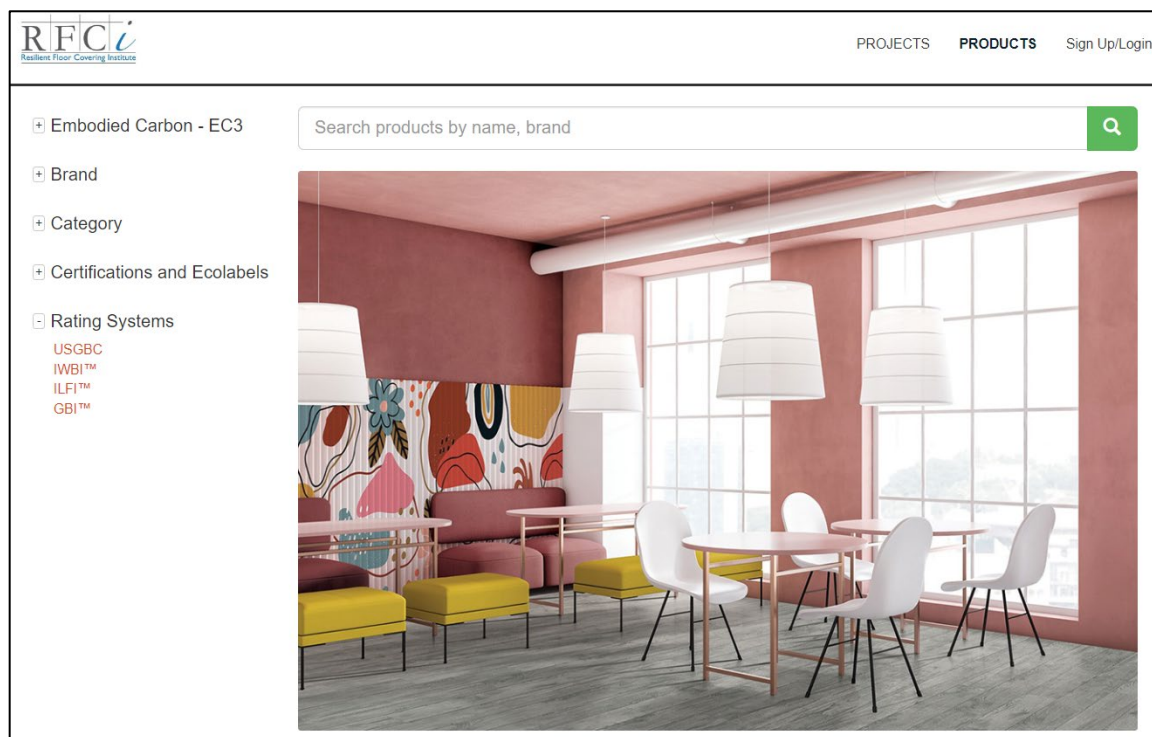 RFCi
Resilient Floor Covering Institute
PROJECTS PRODUCTS Sign Up/Login
+ Embodied Carbon - EC3
Search products by name, brand
+ Brand
+ Category
+ Certifications and Ecolabels
- Rating Systems
USGBC
IWBI™
ILFI™
GBI™